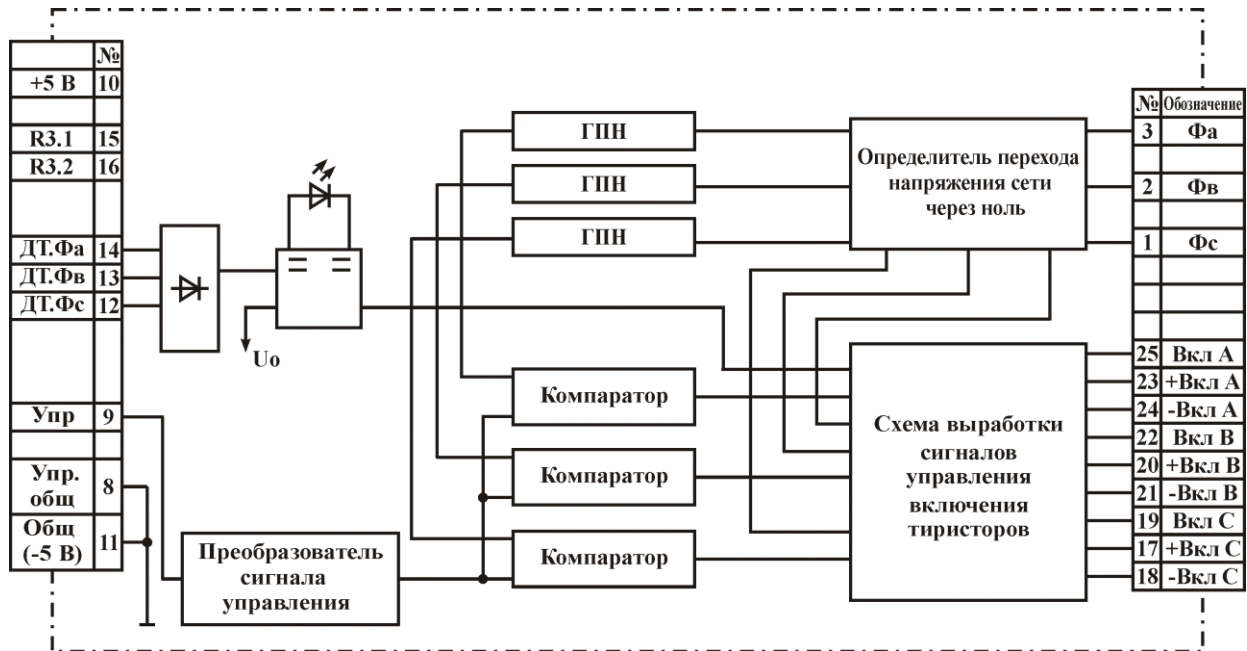 №
+5 В 10
R3.1 15
R3.2 16
ДТ.Фа 14
ДТ.Фв 13
ДТ.Фс 12
Упр 9
Упр.
общ 8
Общ
(-5 В) 11
Uo
Преобразователь
сигнала
управления
ГПН
ГПН
ГПН
Компаратор
Компаратор
Компаратор
Определитель перехода
напряжения сети
через ноль
Схема выработки
сигналов
управления
включения
тиристоров
№ Обозначение
3 Фа
2 Фв
1 Фс
25 Вкл А
23 +Вкл А
24 -Вкл А
22 Вкл В
20 +Вкл В
21 -Вкл В
19 Вкл С
17 +Вкл С
18 -Вкл С